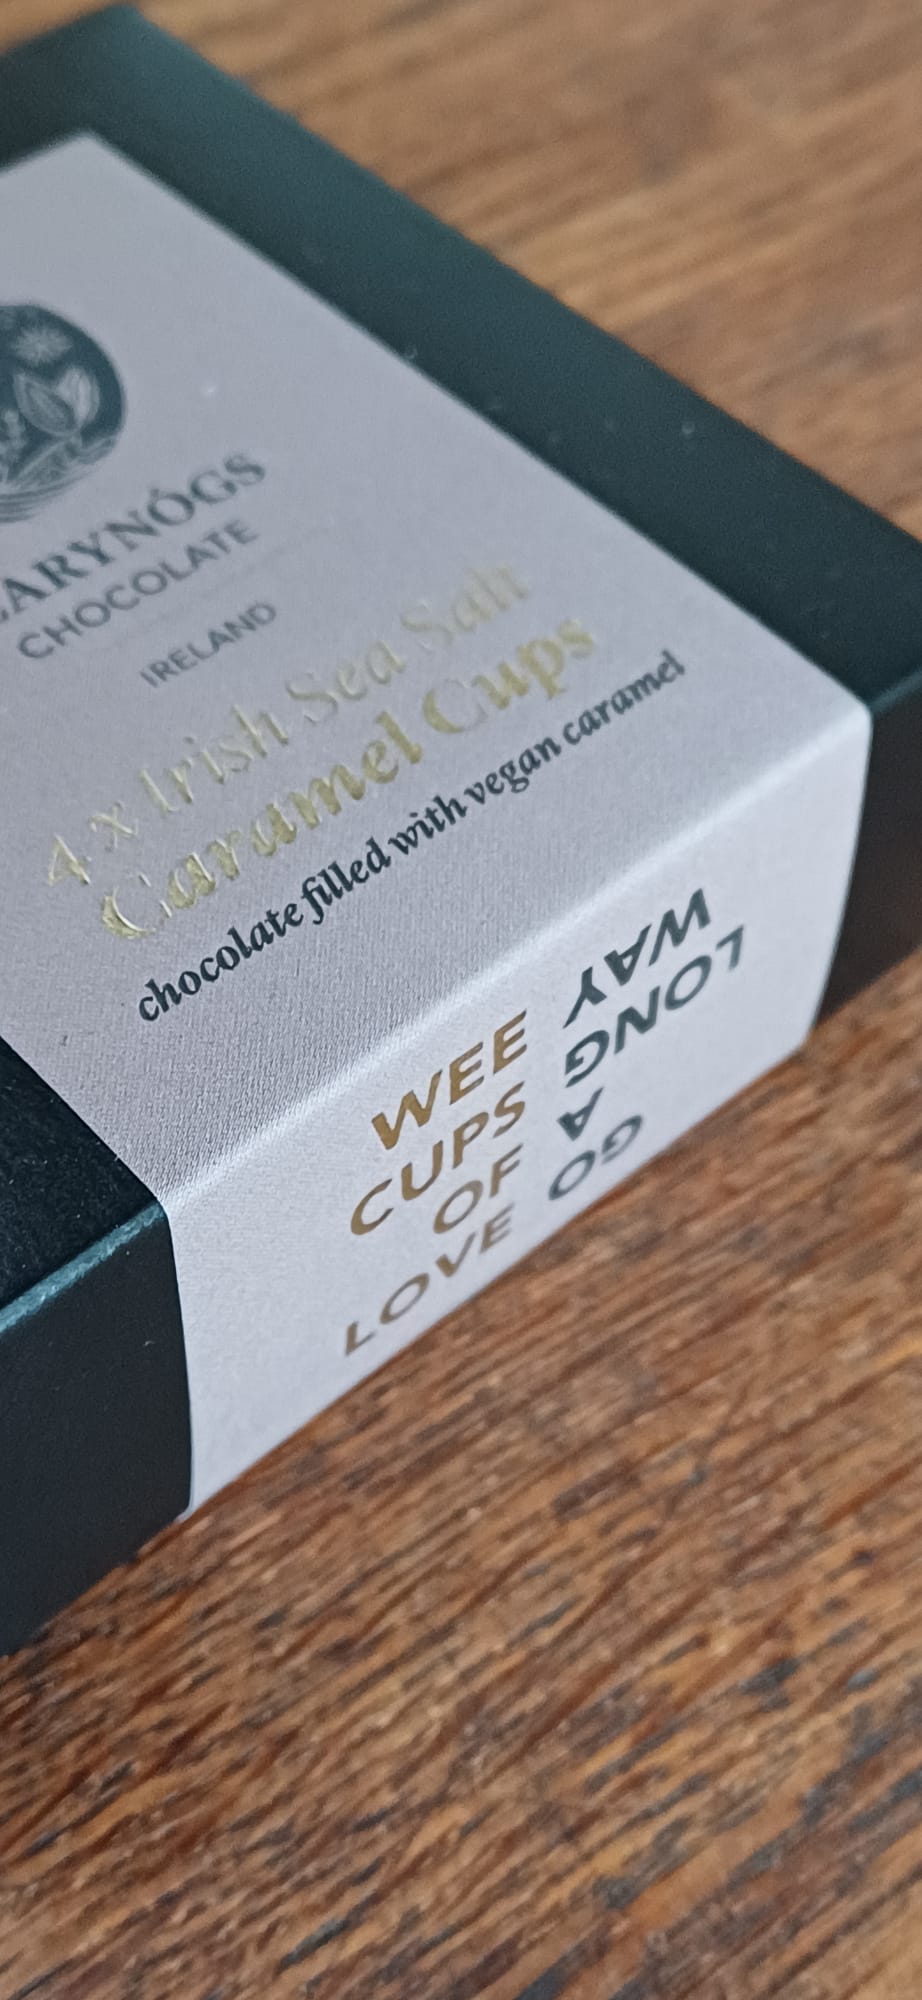 EARYNÓGS
CHOCOLATE
IRELAND
4 x Irish Sea Salt
Caramel Cups
chocolate filled with vegan caramel
WEE
CUPS
OF
LOVE
GO
A
LONG
WAY